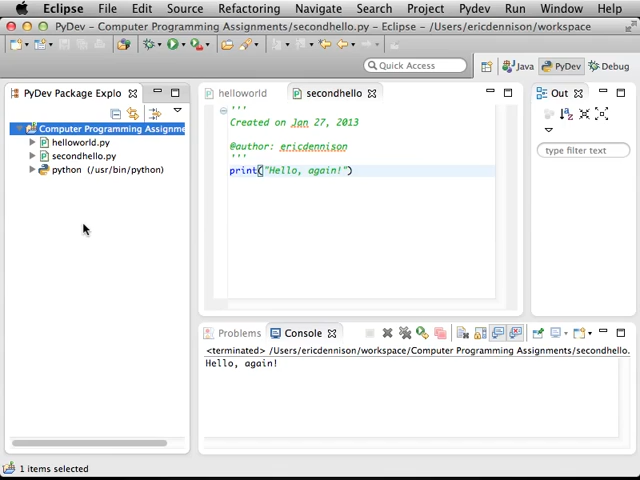 Eclipse File Edit Source Refactoring Navigate Search Project Pydev Run Window Help
PyDev - Computer Programming Assignments/secondhello.py - Eclipse - /Users/ericdennison/workspace
Quick Access
Java
PyDev
Debug
PyDev Package Explo
Computer Programming Assignme
helloworld.py
secondhello.py
python (/usr/bin/python)
helloworld
secondhello
'''
Created on Jan 27, 2013
@author: ericdennison
'''
print("Hello, again!")
Out
type filter text
Problems
Console
<terminated> /Users/ericdennison/workspace/Computer Programming Assignments/secondhello.
Hello, again!
1 items selected